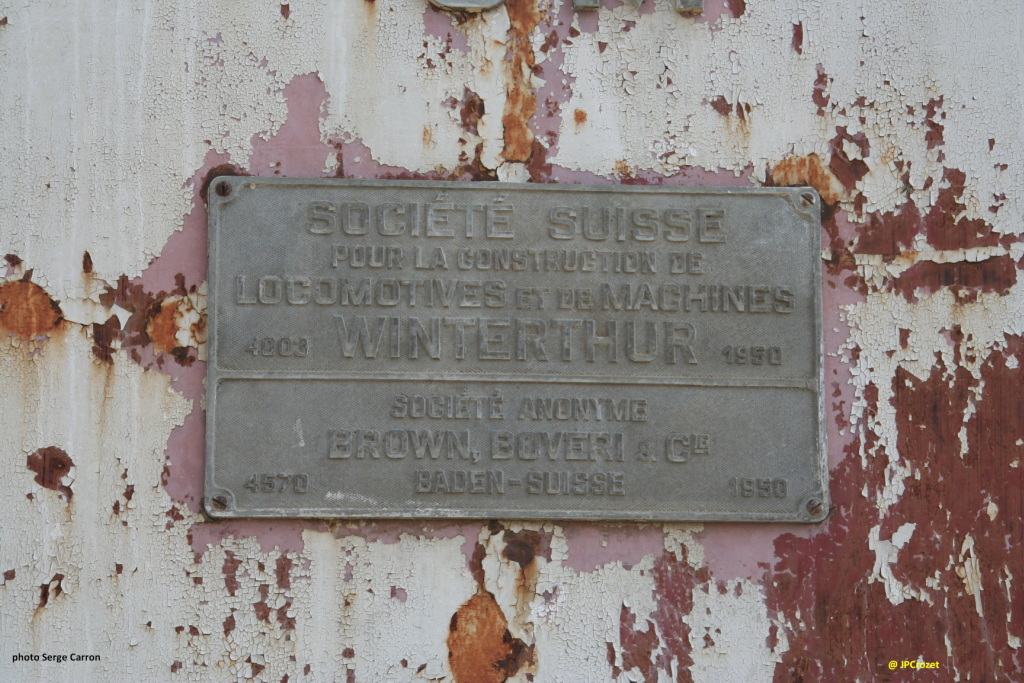 SOCIÉTÉ SUISSE
POUR LA CONSTRUCTION DE
LOCOMOTIVES ET DE MACHINES
4003 WINTERTHUR 1950
SOCIÉTÉ ANONYME
BROWN, BOVERI & CIE
4570 BADEN-SUISSE 1950
photo Serge Carron
@ JPCrozet